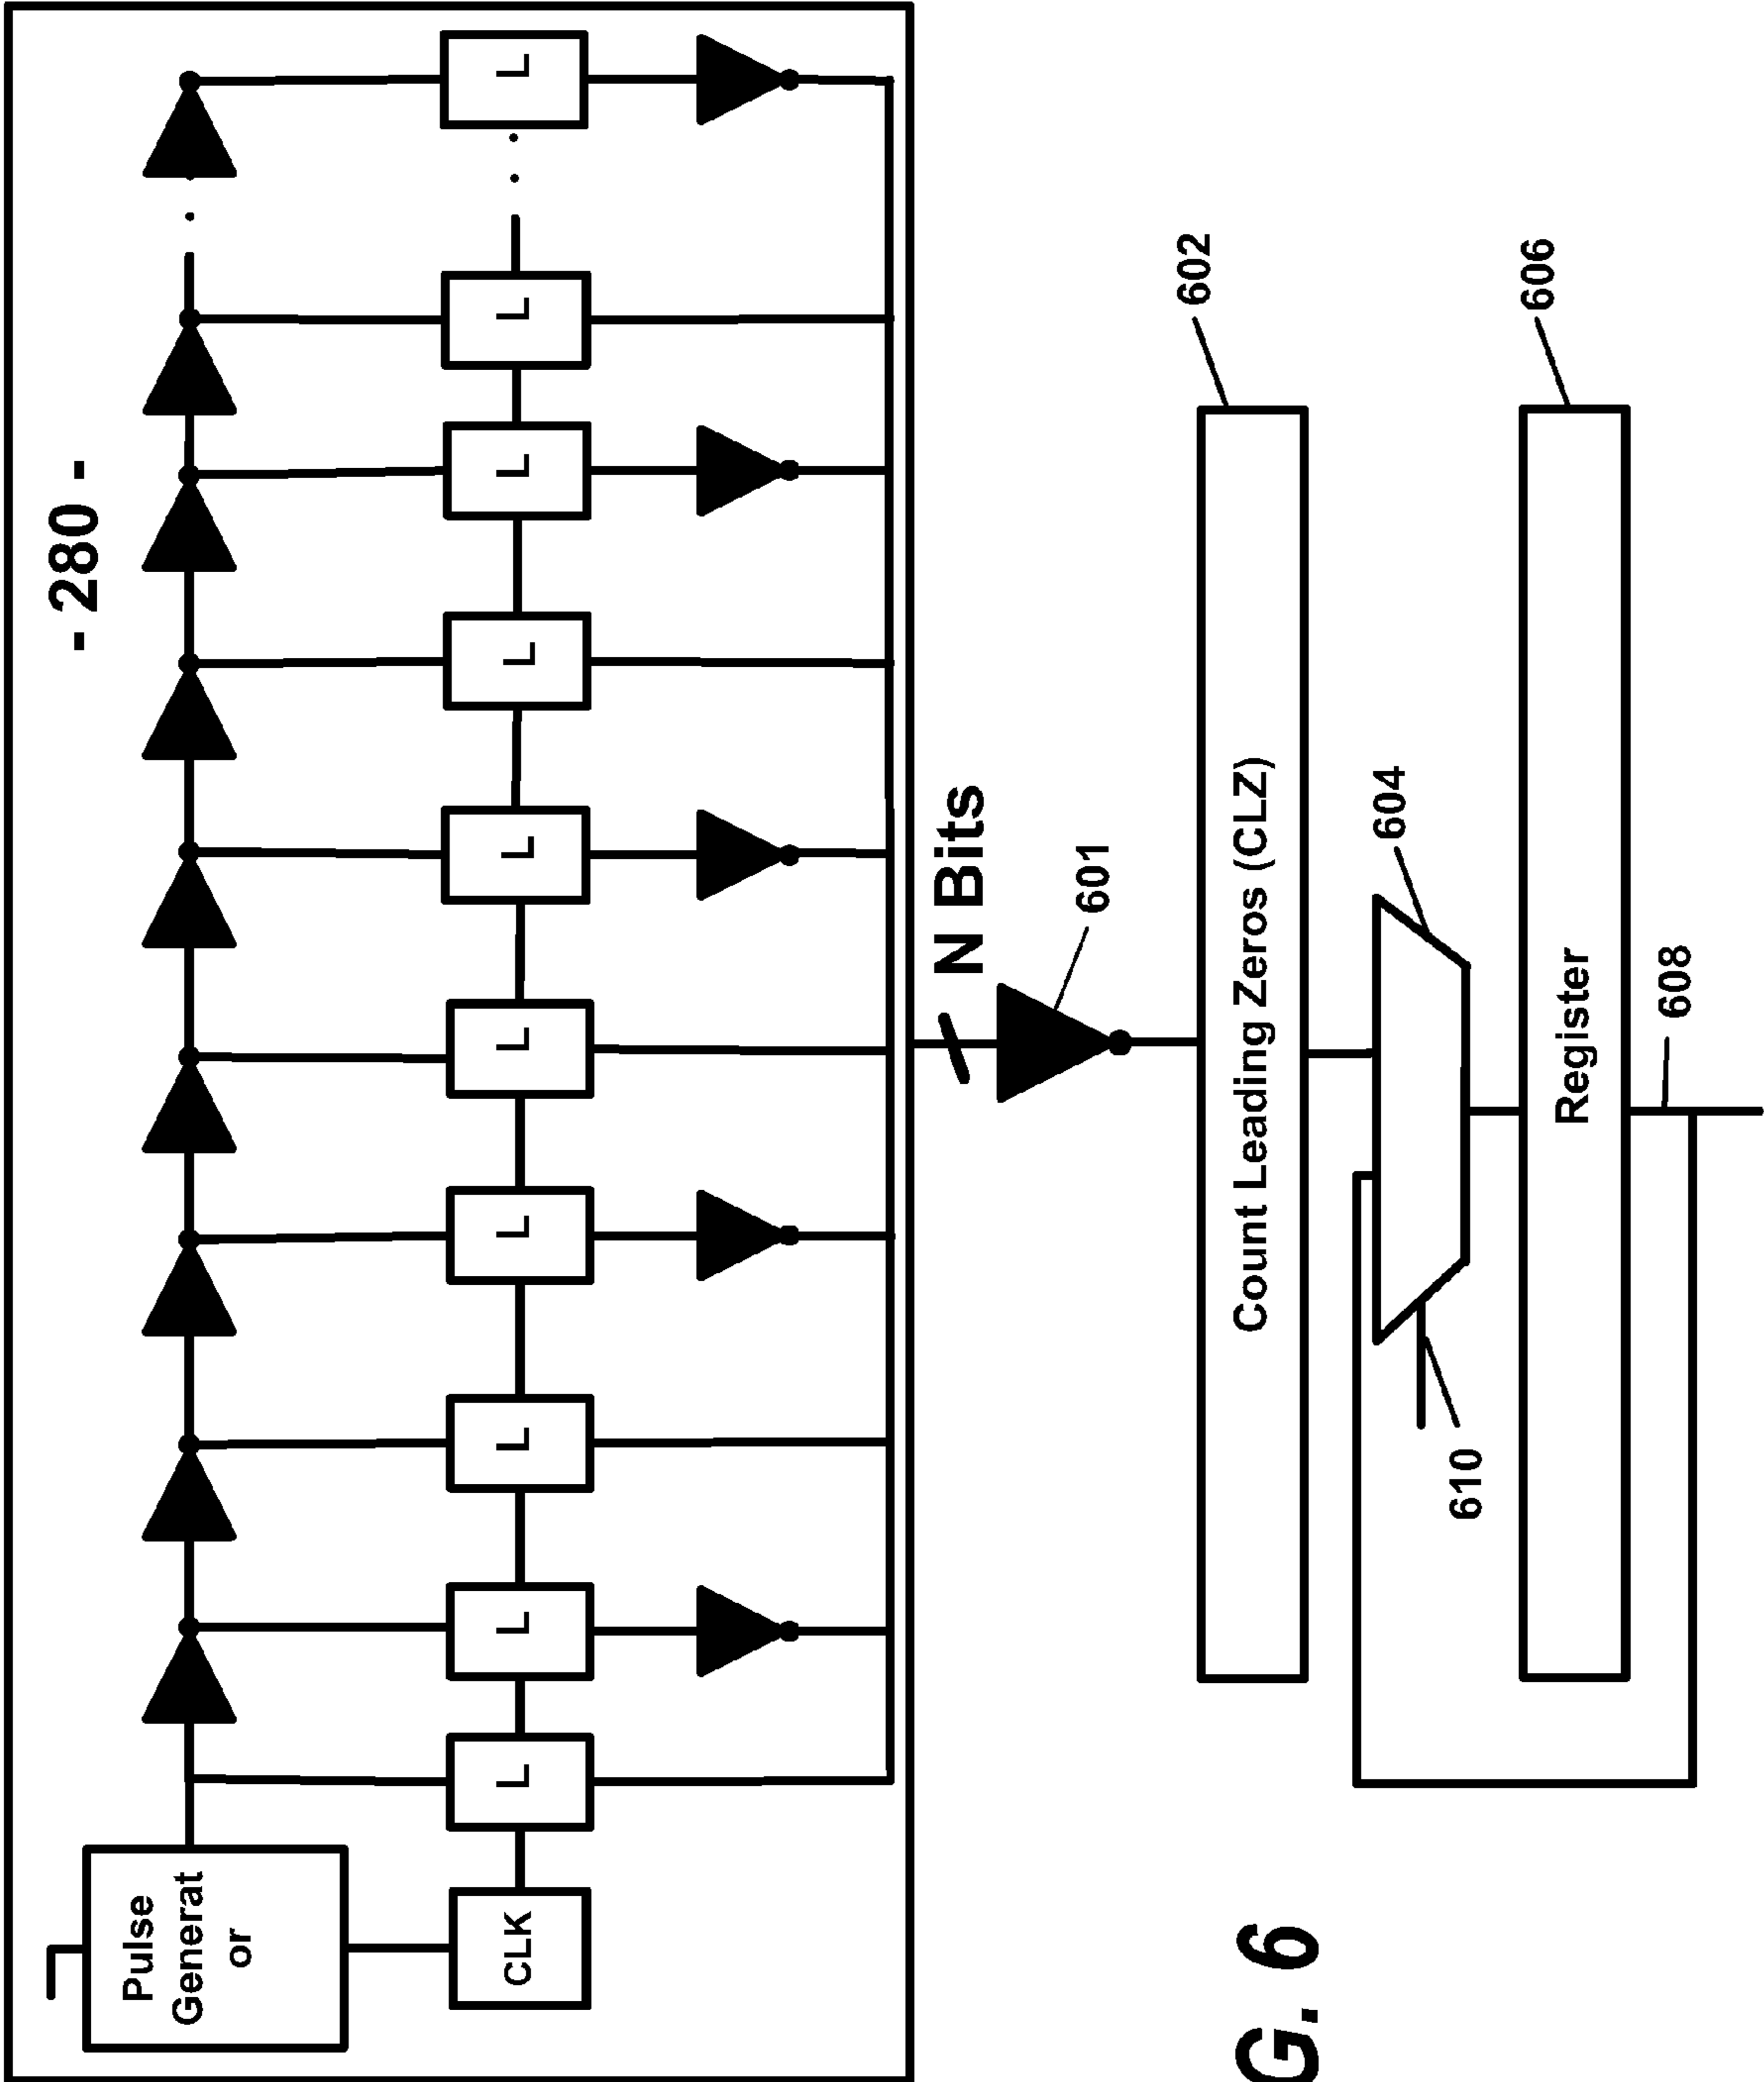 - 280 -
Pulse
Generat
or
CLK
L
L
L
L
L
L
L
L
L
L
L
N Bits
601
Count Leading Zeros (CLZ)
602
604
610
Register
606
608
G. 6